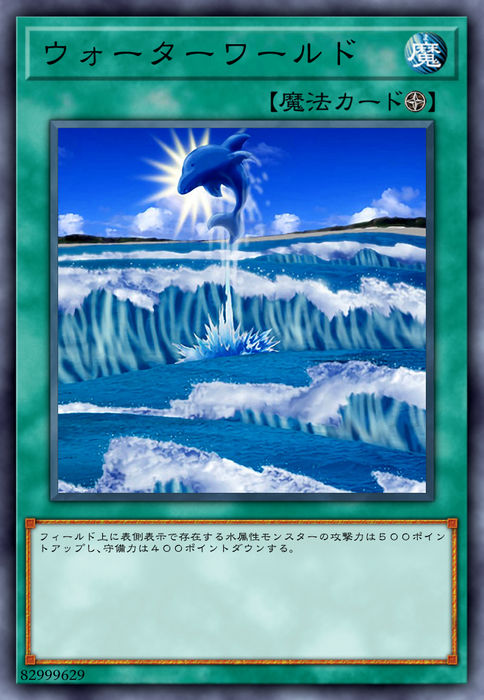 ウォーターワールド
魔
【魔法カード】
フィールド上に表側表示で存在する水属性モンスターの攻撃力は５００ポイン
トアップし、守備力は４００ポイントダウンする。
82999629